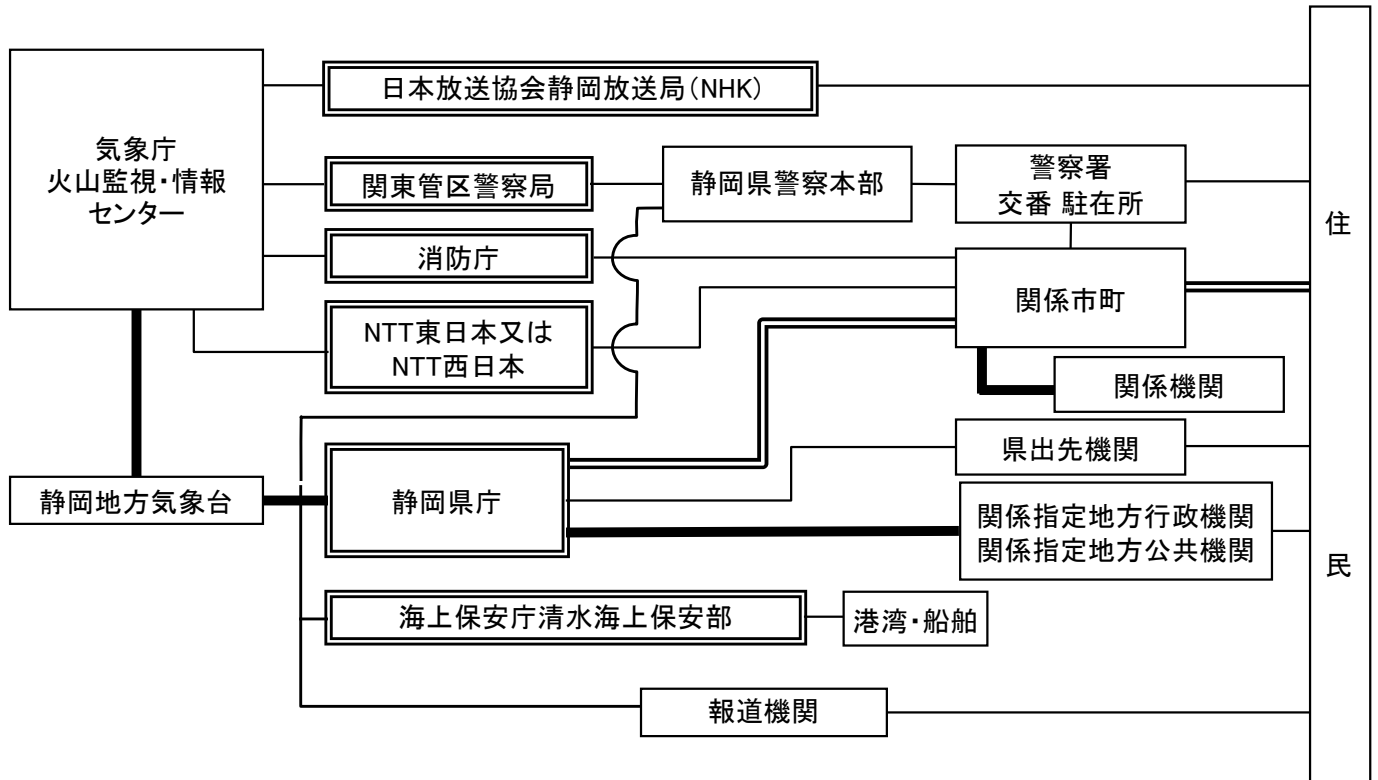 日本放送協会静岡放送局(NHK)
気象庁
火山監視・情報
センター
関東管区警察局
静岡県警察本部
警察署
交番 駐在所
消防庁
関係市町
NTT東日本又は
NTT西日本
関係機関
県出先機関
静岡地方気象台
静岡県庁
関係指定地方行政機関
関係指定地方公共機関
海上保安庁清水海上保安部
港湾・船舶
報道機関
住
民